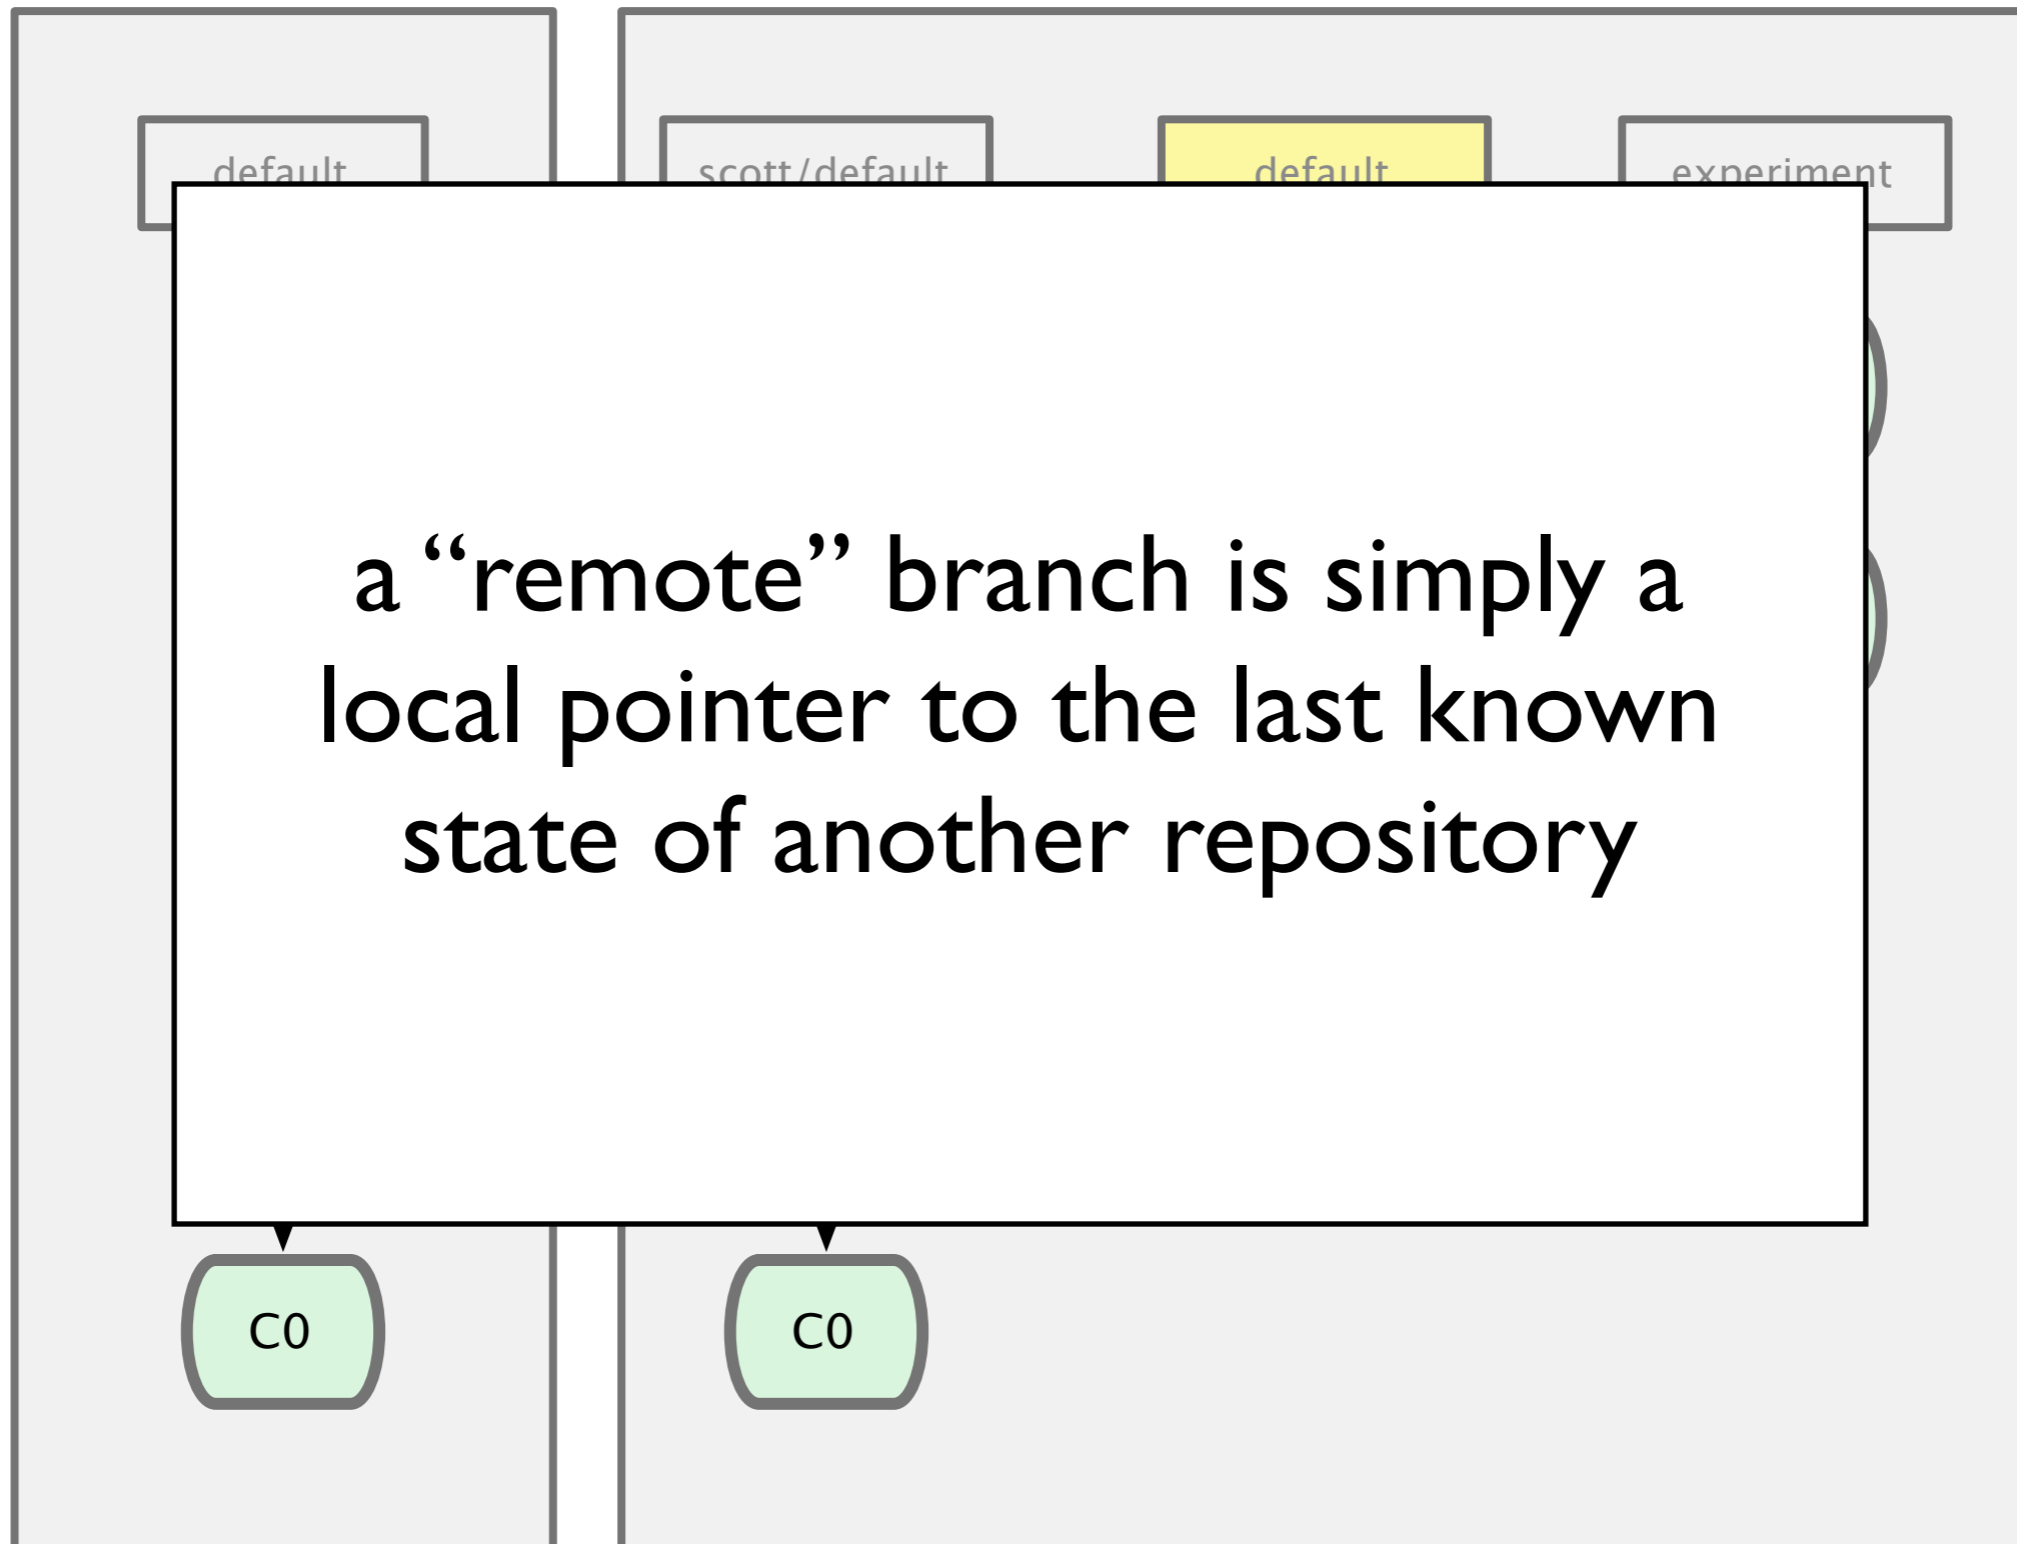 default
scott/default
default
experiment
a “remote” branch is simply a
local pointer to the last known
state of another repository
C0
C0